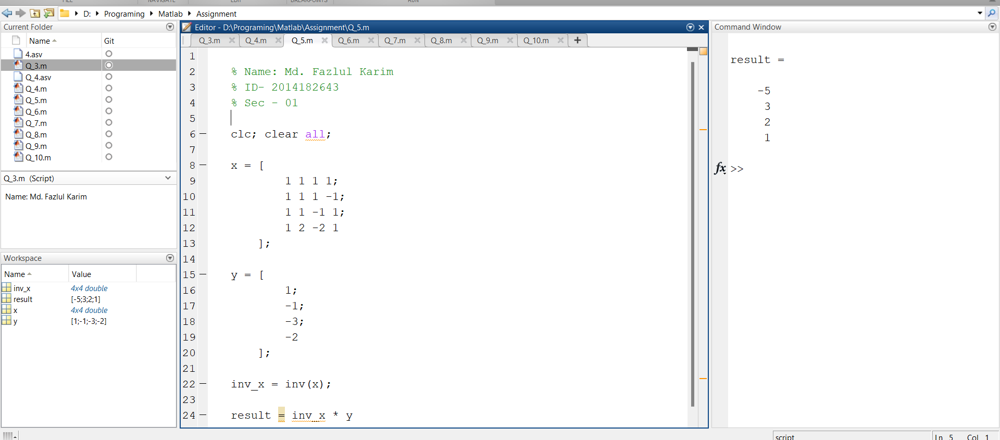 FILE NAVIGATE EDIT BREAKPOINTS RUN
D: Programing Matlab Assignment
Current Folder
Name Git
4.asv
Q_3.m
Q_4.asv
Q_4.m
Q_5.m
Q_6.m
Q_7.m
Q_8.m
Q_9.m
Q_10.m
Q_3.m (Script)
Name: Md. Fazlul Karim
Workspace
Name Value
inv_x 4x4 double
result [-5;3;2;1]
x 4x4 double
y [1;-1;-3;-2]
Editor - D:\Programing\Matlab\Assignment\Q_5.m
Q_3.m Q_4.m Q_5.m Q_6.m Q_7.m Q_8.m Q_9.m Q_10.m +
1
2 % Name: Md. Fazlul Karim
3 % ID- 2014182643
4 % Sec - 01
5
6 - clc; clear all;
7
8 - x = [
9 1 1 1 1;
10 1 1 1 -1;
11 1 1 -1 1;
12 1 2 -2 1
13 ];
14
15 - y = [
16 1;
17 -1;
18 -3;
19 -2
20 ];
21
22 - inv_x = inv(x);
23
24 - result = inv_x * y
Command Window
result =
-5
3
2
1
fx >>
script Ln 5 Col 1